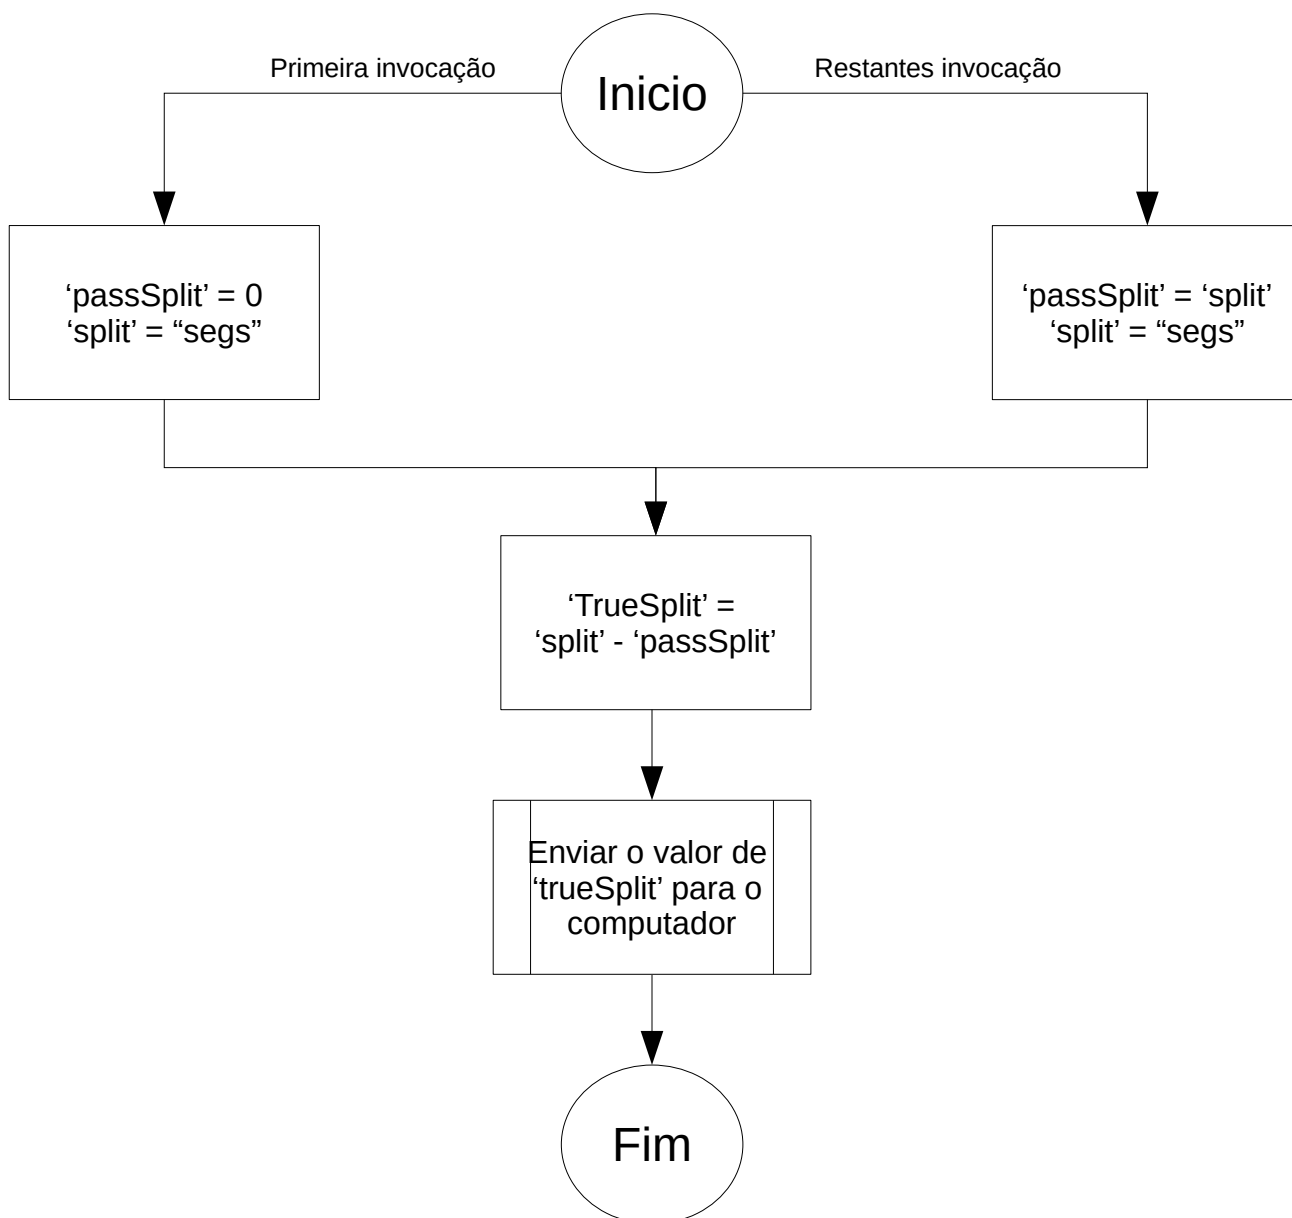 Primeira invocação
Inicio
Restantes invocação
‘passSplit’ = 0
‘split’ = “segs”
‘passSplit’ = ‘split’
‘split’ = “segs”
‘TrueSplit’ =
‘split’ - ‘passSplit’
Enviar o valor de
‘trueSplit’ para o
computador
Fim